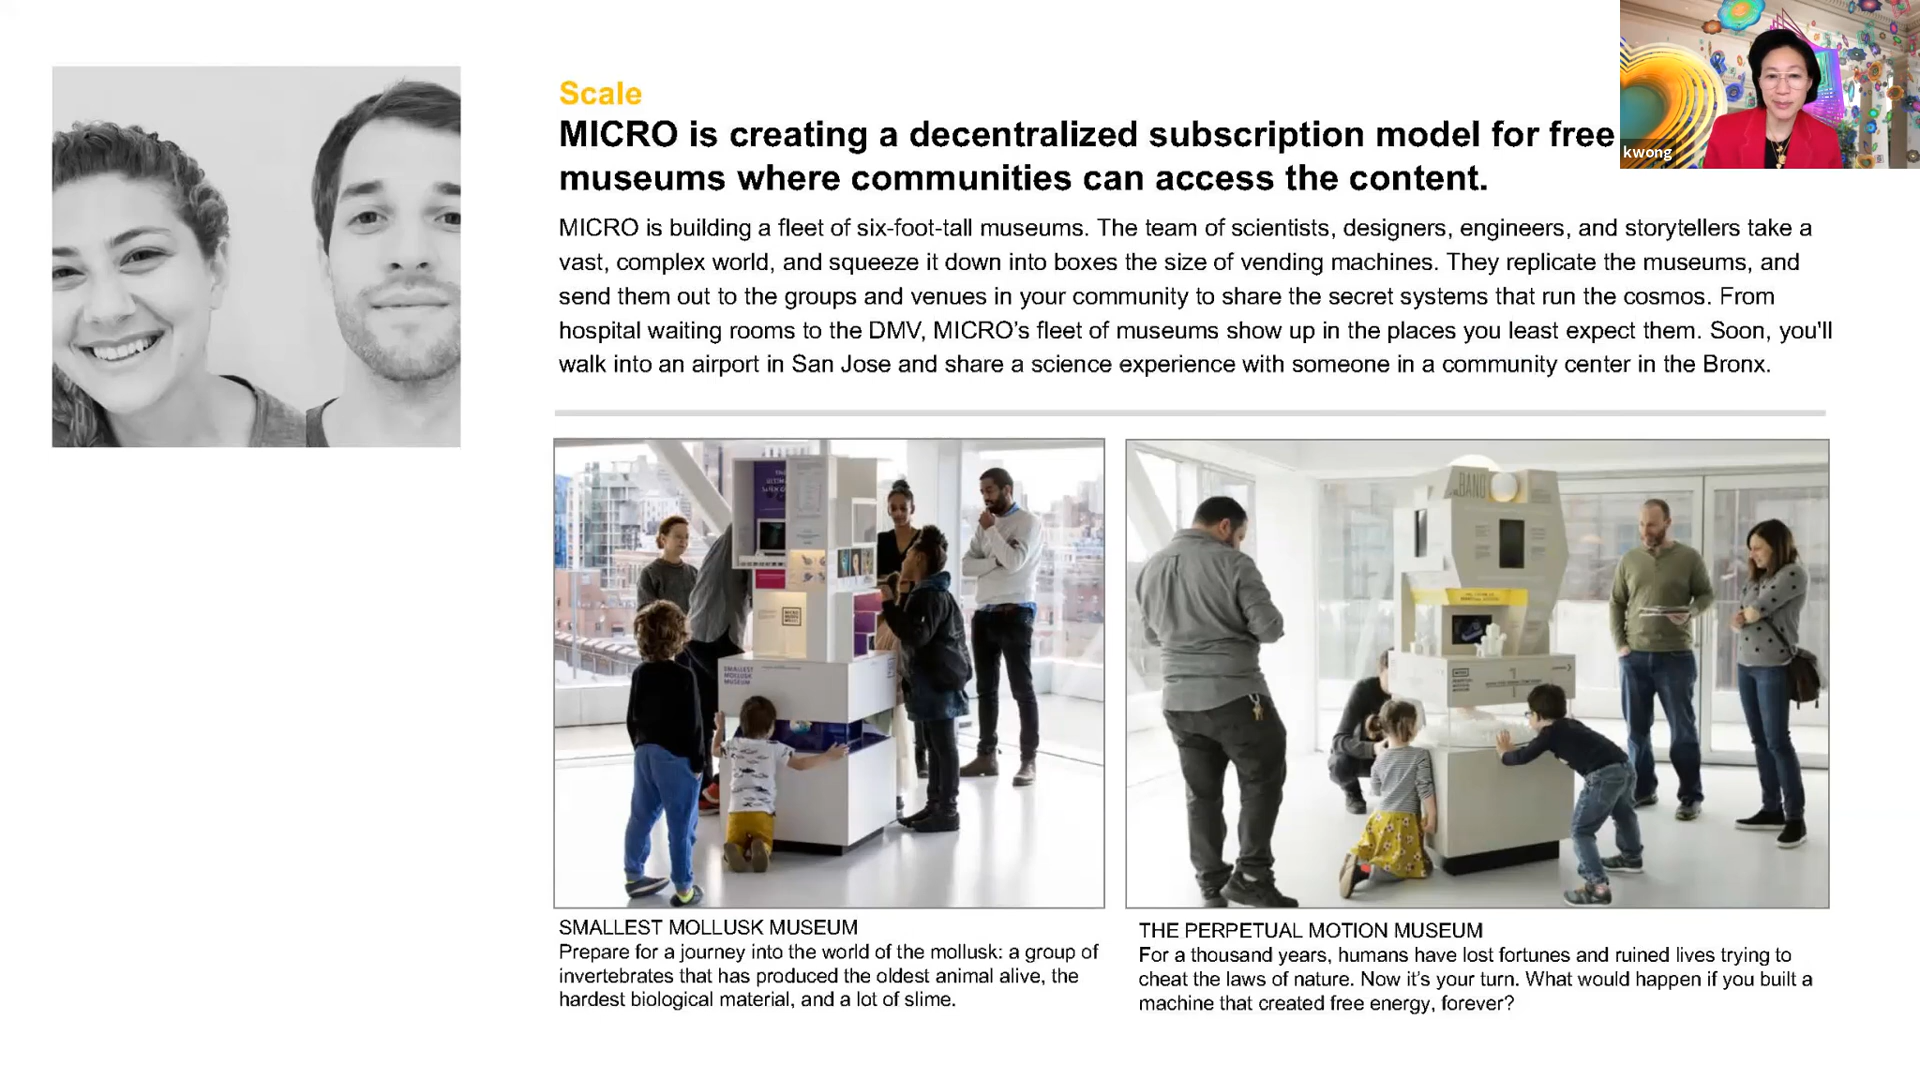 Scale
MICRO is creating a decentralized subscription model for free
museums where communities can access the content.
kwong
MICRO is building a fleet of six-foot-tall museums. The team of scientists, designers, engineers, and storytellers take a
vast, complex world, and squeeze it down into boxes the size of vending machines. They replicate the museums, and
send them out to the groups and venues in your community to share the secret systems that run the cosmos. From
hospital waiting rooms to the DMV, MICRO's fleet of museums show up in the places you least expect them. Soon, you'll
walk into an airport in San Jose and share a science experience with someone in a community center in the Bronx.
SMALLEST
MOLLUSK
MUSEUM
BANG
SMALLEST MOLLUSK MUSEUM
Prepare for a journey into the world of the mollusk: a group of
invertebrates that has produced the oldest animal alive, the
hardest biological material, and a lot of slime.
THE PERPETUAL MOTION MUSEUM
For a thousand years, humans have lost fortunes and ruined lives trying to
cheat the laws of nature. Now it's your turn. What would happen if you built a
machine that created free energy, forever?